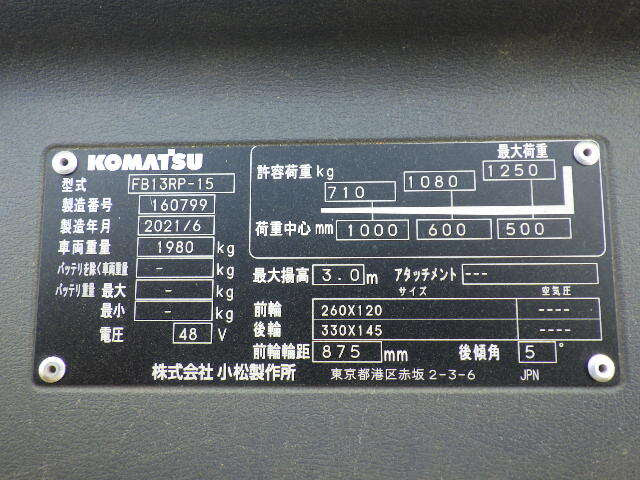 KOMATSU
型式 FB13RP-15
製造番号 160799
製造年月 2021/6
車両重量 1980 kg
バッテリを除く車両重量 - kg
バッテリ重量 最大 - kg
最小 - kg
電圧 48 V
最大荷重
許容荷重 kg 710 1080 1250
荷重中心 mm 1000 600 500
最大揚高 3.0 m アタッチメント ---
サイズ 空気圧
前輪 260X120 ----
後輪 330X145 ----
前輪輪距 875 mm 後傾角 5 °
株式会社 小松製作所 東京都港区赤坂 2-3-6 JPN